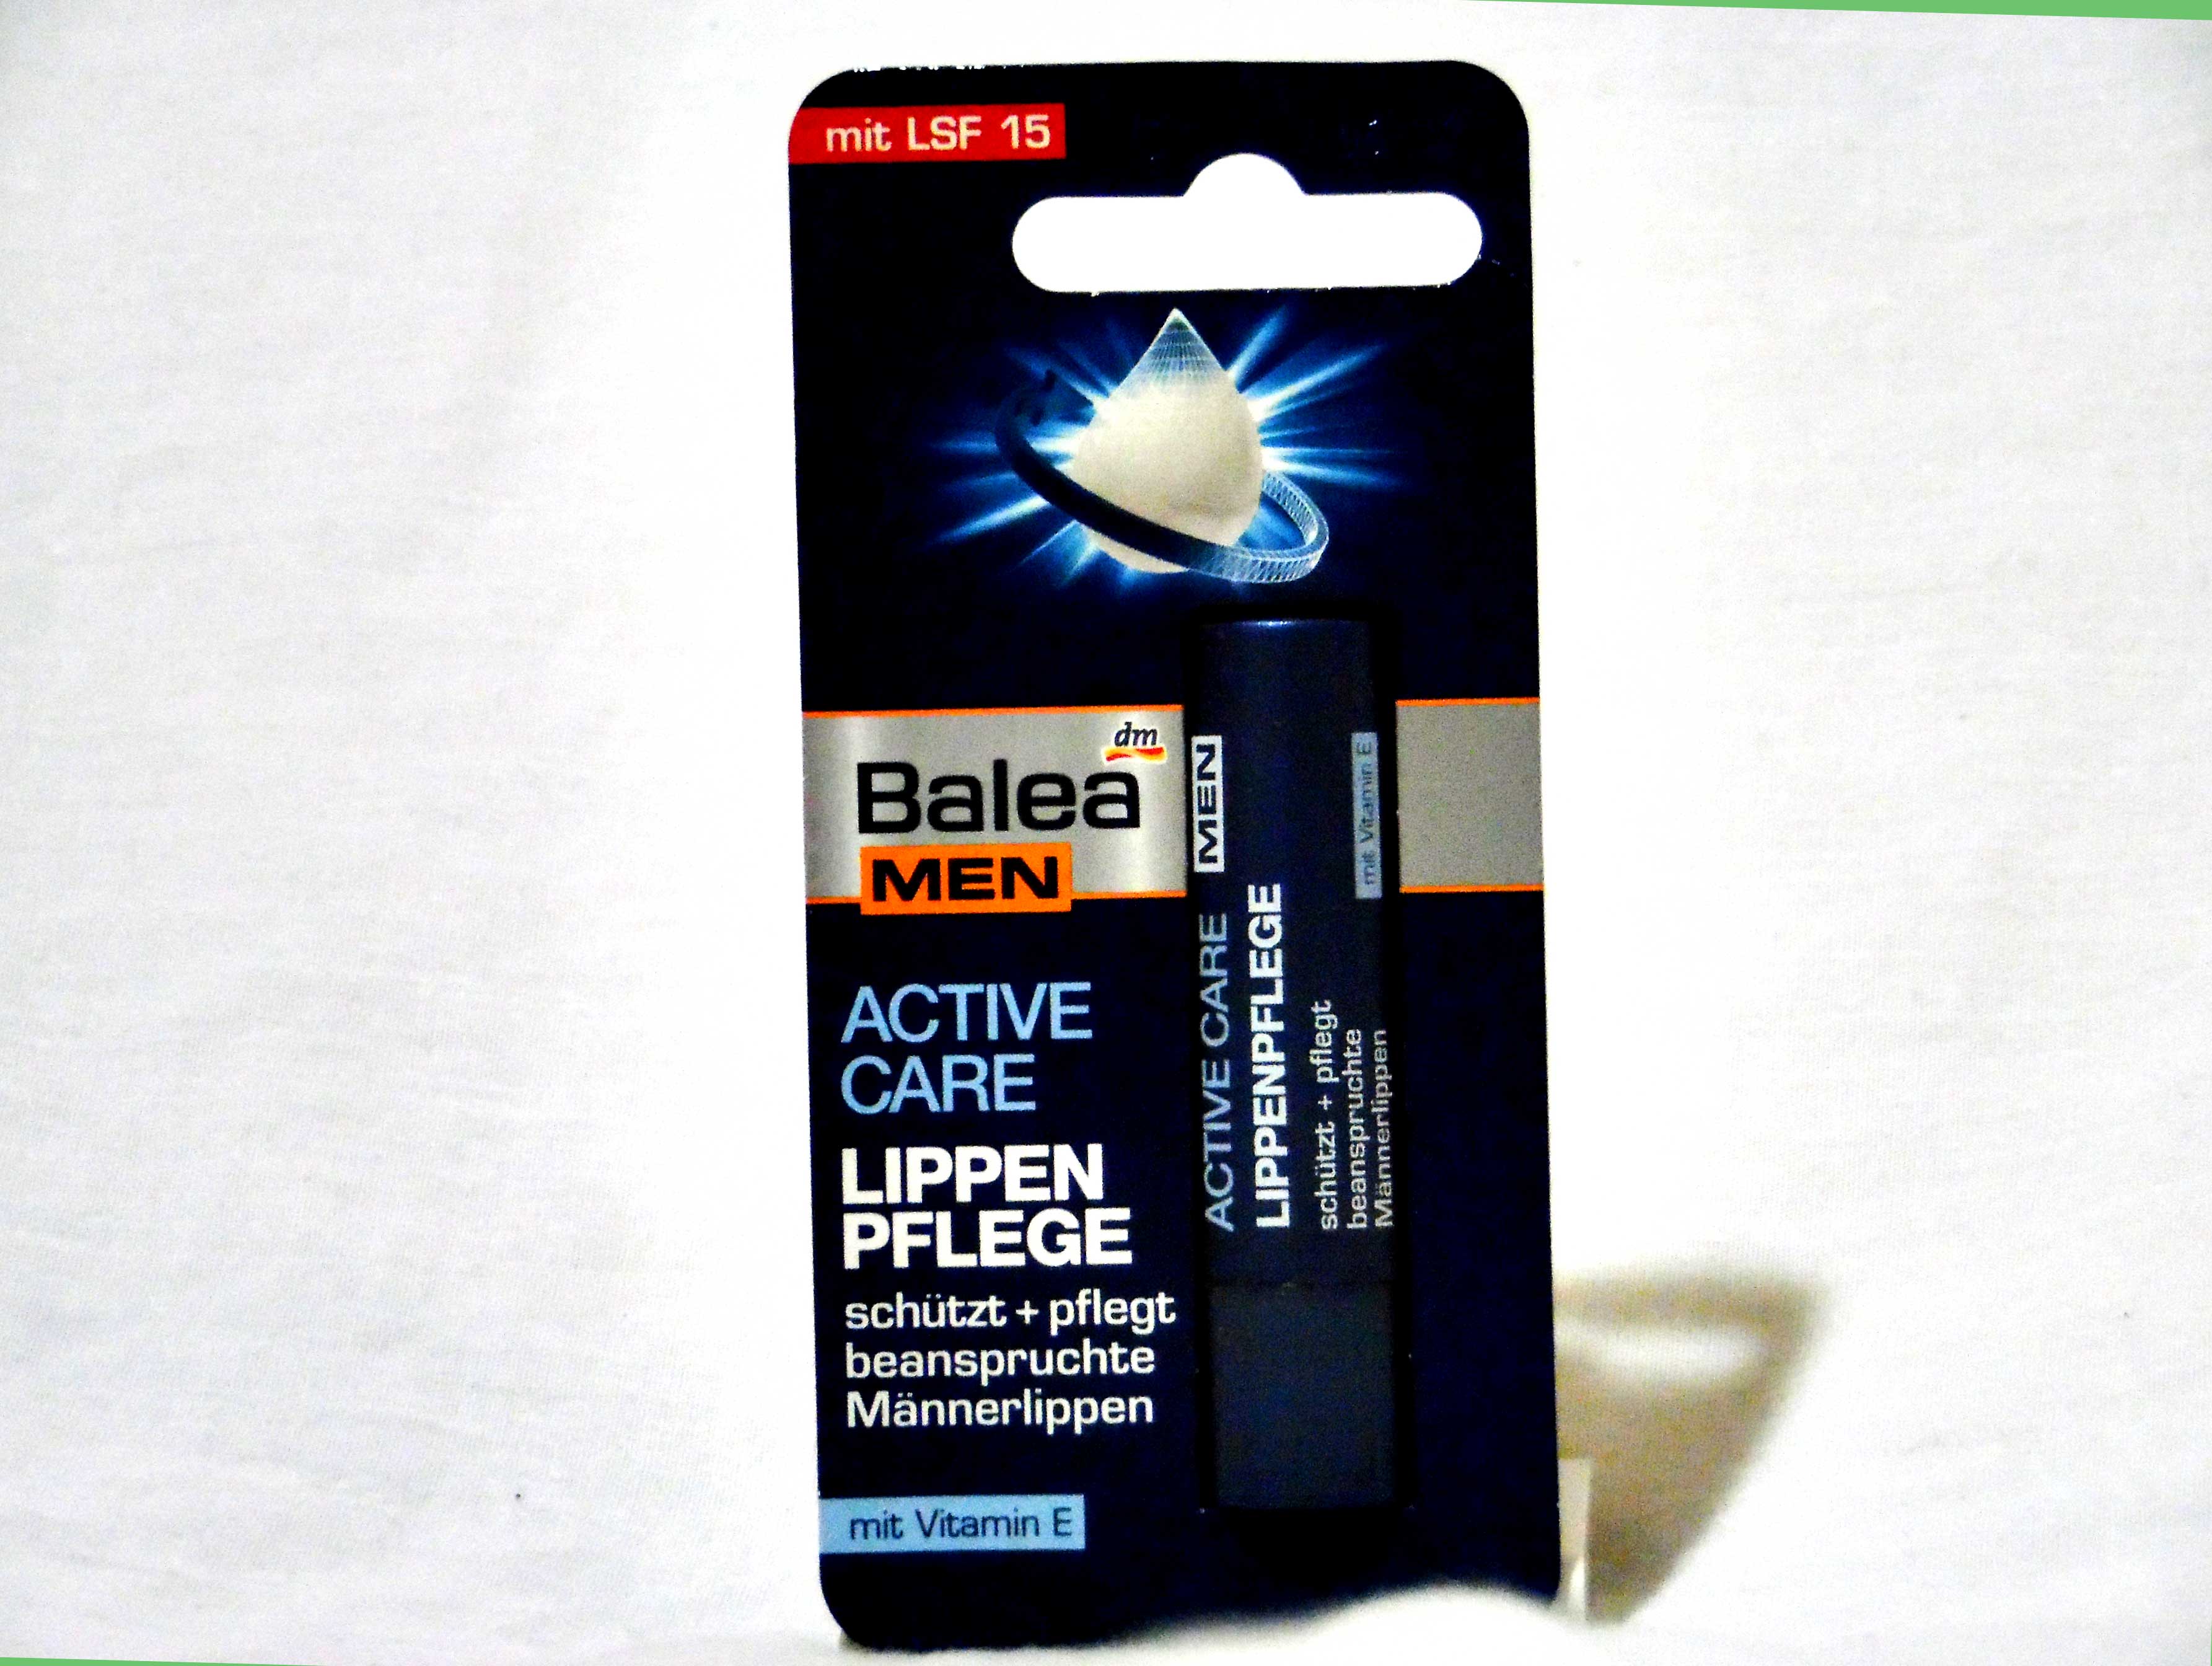 mit LSF 15
dm
Balea
MEN
ACTIVE
CARE
LIPPEN
PFLEGE
schützt + pflegt
beanspruchte
Männerlippen
mit Vitamin E
ACTIVE CARE MEN
LIPPENPFLEGE
schützt + pflegt
beanspruchte
Männerlippen
mit Vitamin E